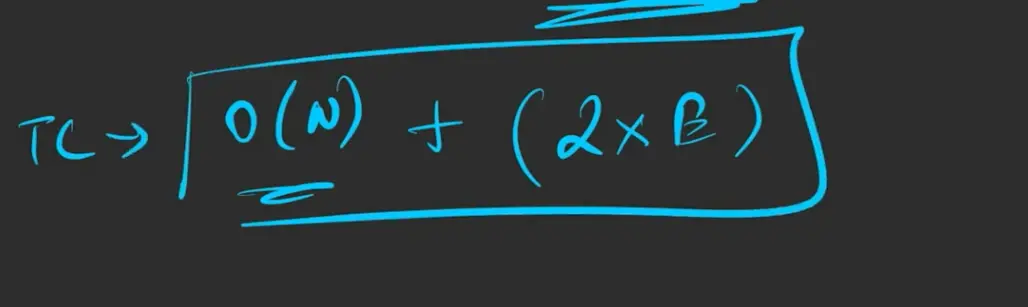 TC → O(N) + (2 x E)